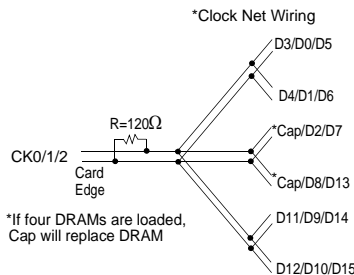 *Clock Net Wiring
D3/D0/D5
D4/D1/D6
R=120Ω
*Cap/D2/D7
CK0/1/2
Card
Edge
*Cap/D8/D13
*If four DRAMs are loaded,
Cap will replace DRAM
D11/D9/D14
D12/D10/D15